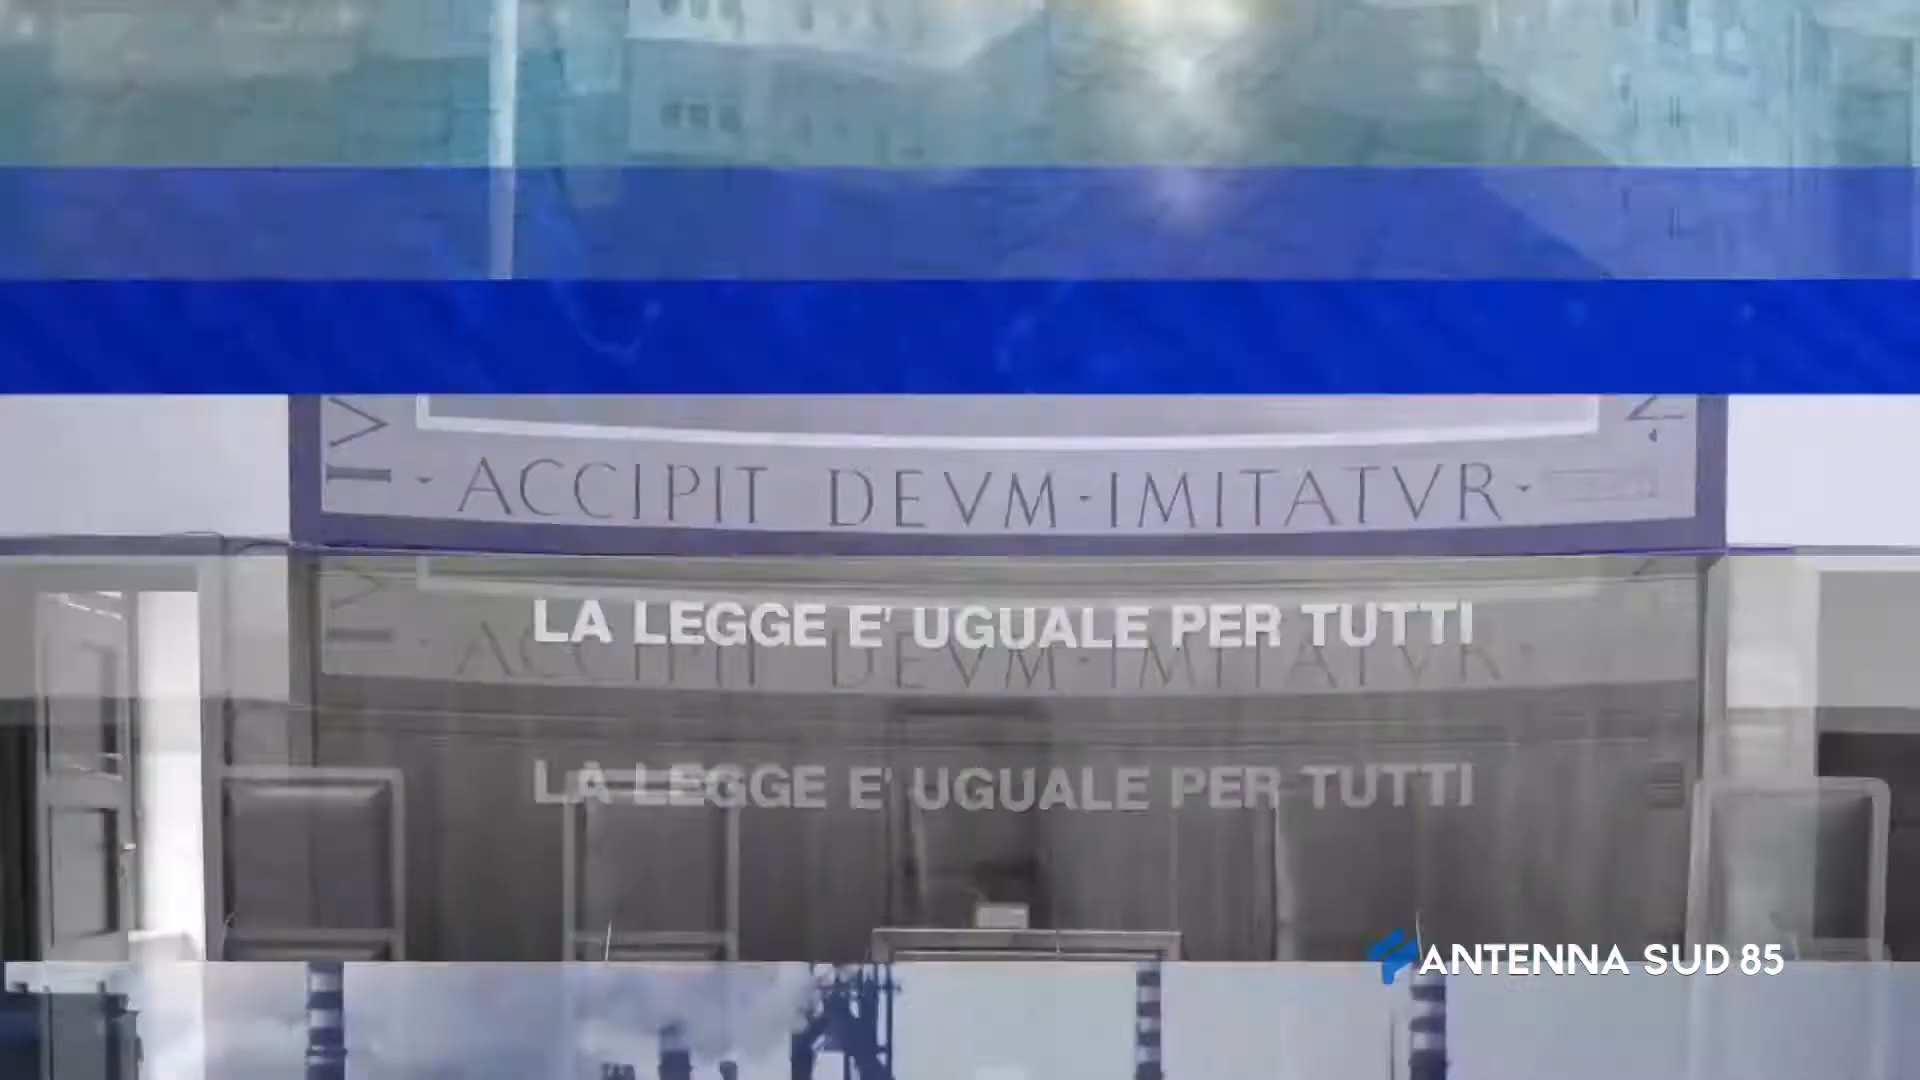 IV
· ACCIPIT DEVM · IMITATVR ·
LA LEGGE E' UGUALE PER TUTTI
ACCIPIT DEVM · IMITATVR
LA LEGGE E' UGUALE PER TUTTI
ANTENNA SUD 85